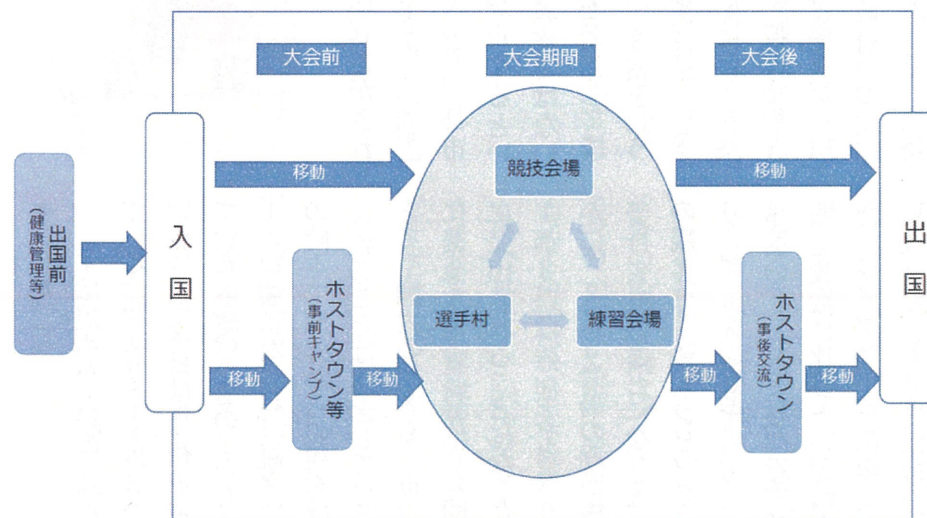 大会前
大会期間
大会後
出国前
(健康管理等)
入国
移動
移動
ホストタウン等
(事前キャンプ)
移動
競技会場
選手村
練習会場
移動
移動
ホストタウン
(事後交流)
移動
出国